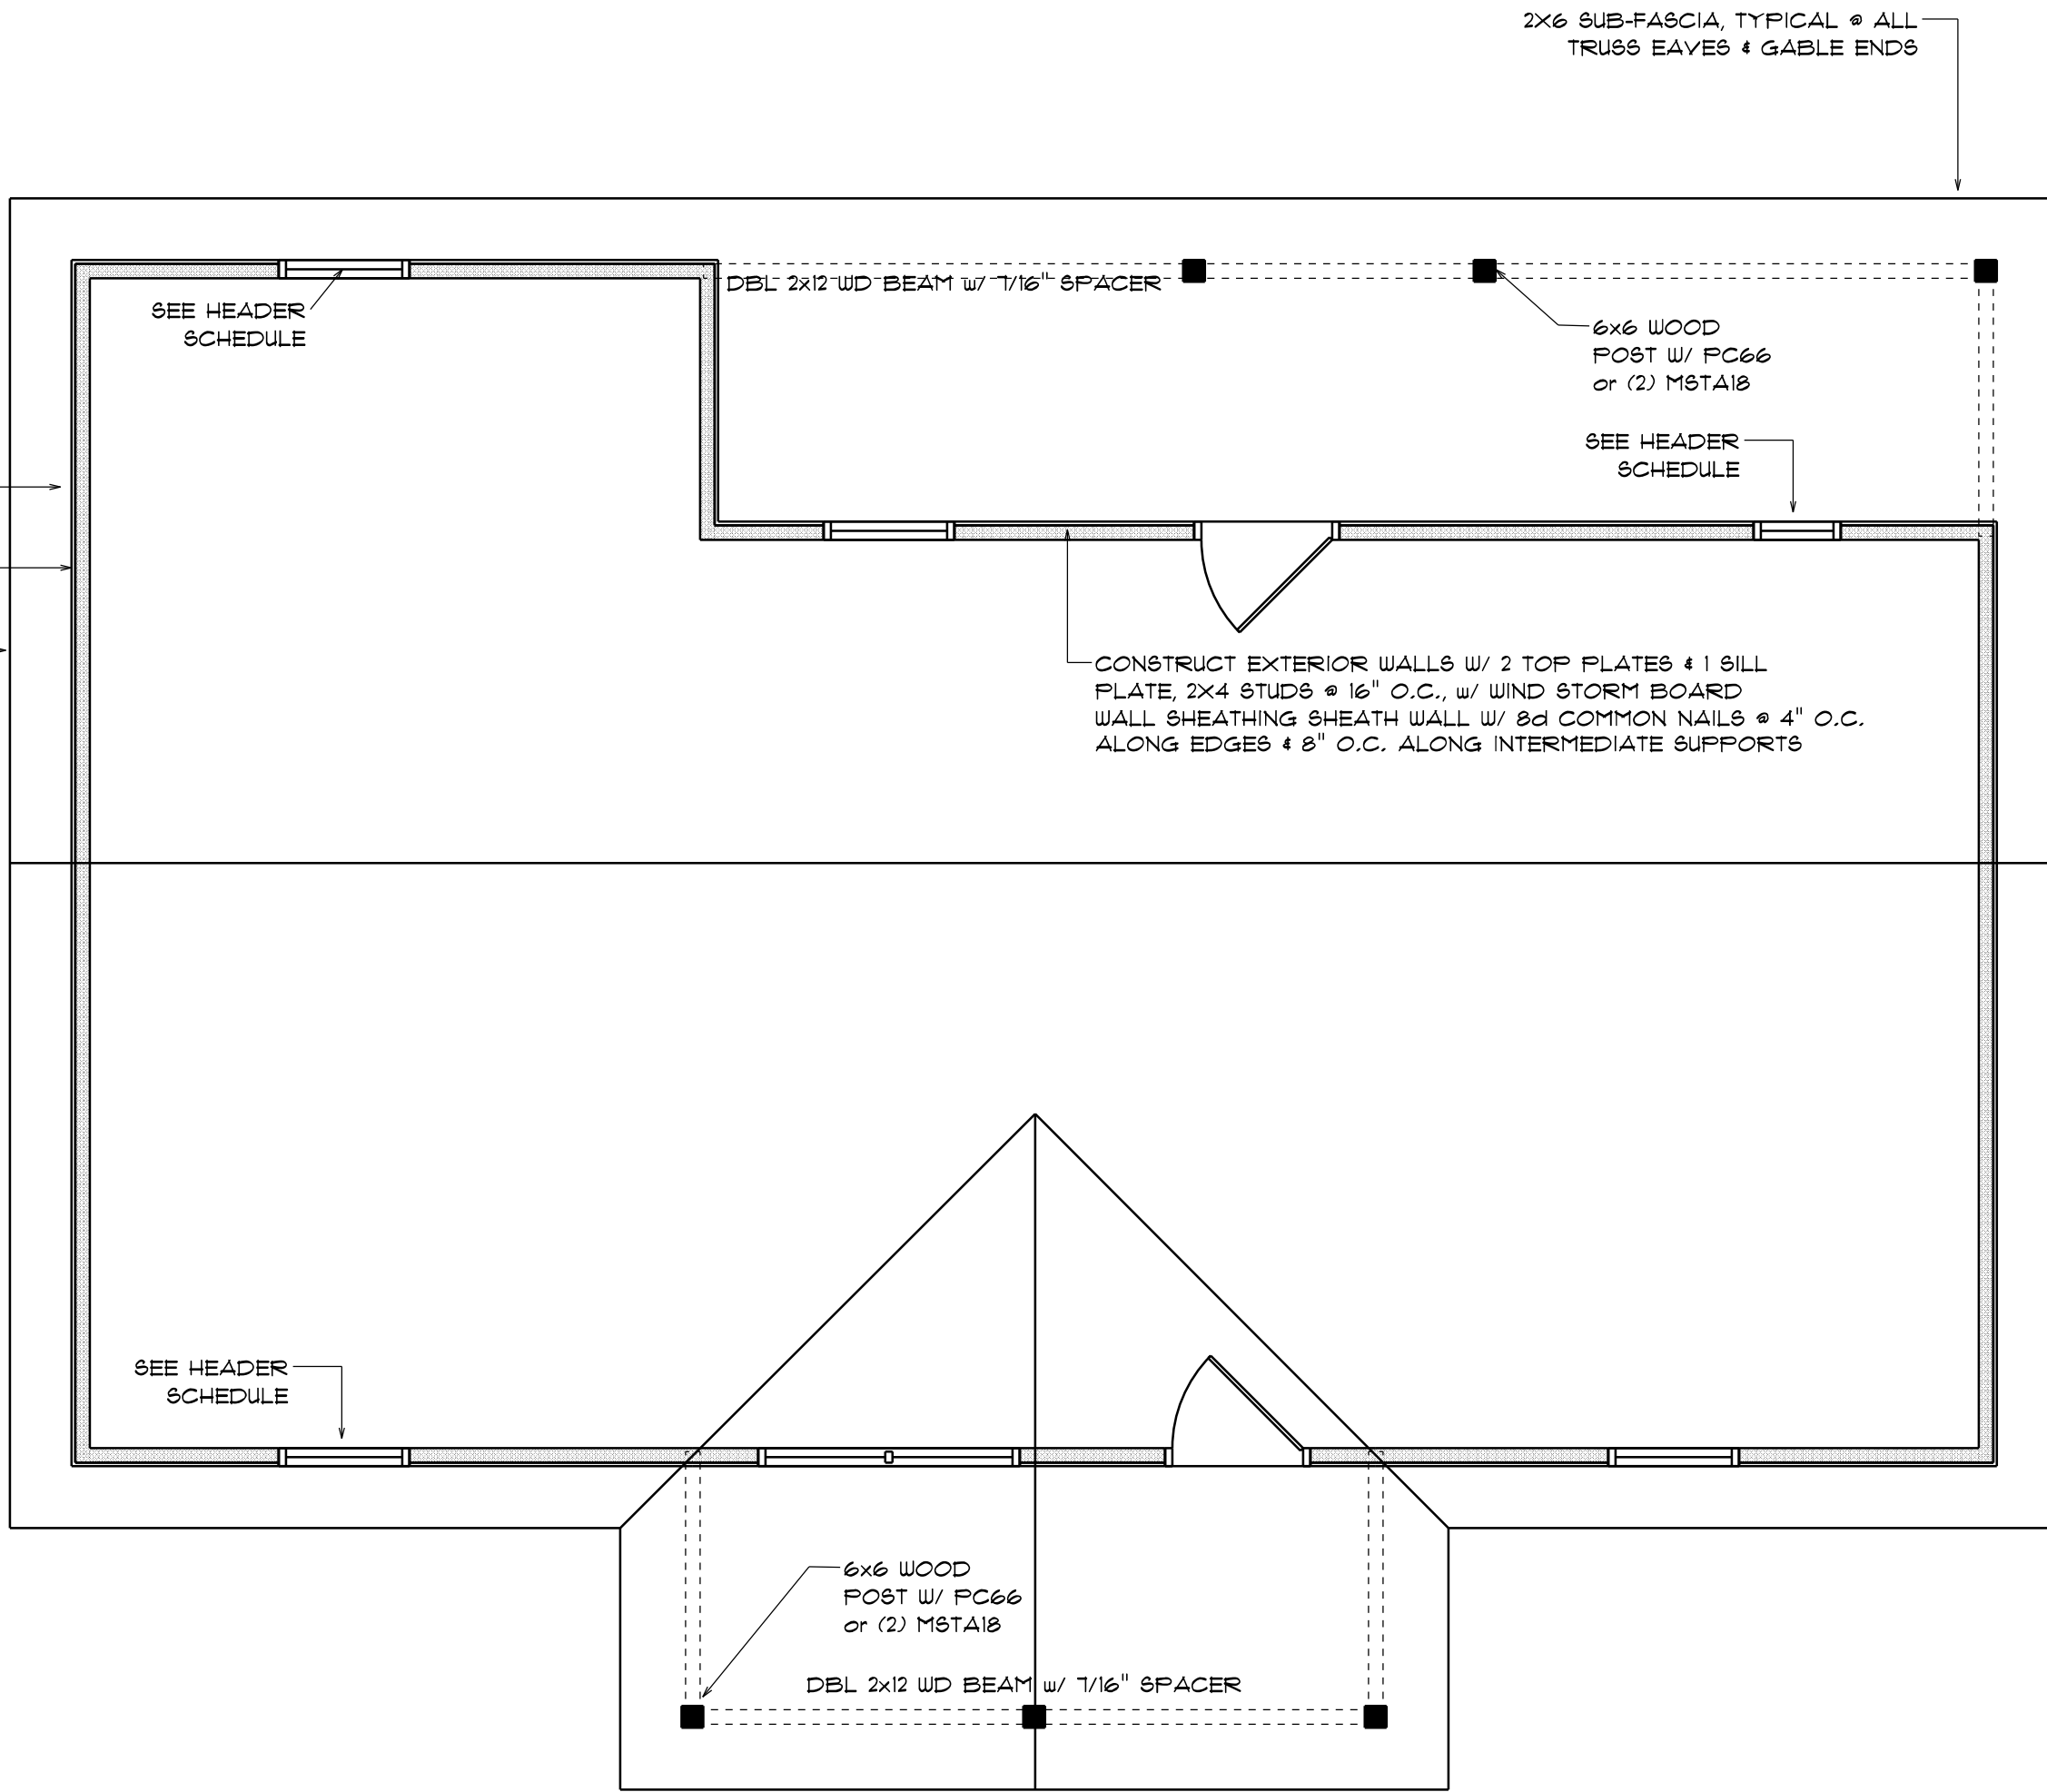 2X6 SUB-FASCIA, TYPICAL @ ALL
TRUSS EAVES & GABLE ENDS
DBL 2x12 WD BEAM w/ 7/16" SPACER
SEE HEADER
SCHEDULE
6x6 WOOD
POST W/ PC66
or (2) MSTA18
SEE HEADER
SCHEDULE
CONSTRUCT EXTERIOR WALLS W/ 2 TOP PLATES & 1 SILL
PLATE, 2X4 STUDS @ 16" O.C., w/ WIND STORM BOARD
WALL SHEATHING SHEATH WALL W/ 8d COMMON NAILS @ 4" O.C.
ALONG EDGES & 8" O.C. ALONG INTERMEDIATE SUPPORTS
SEE HEADER
SCHEDULE
6x6 WOOD
POST W/ PC66
or (2) MSTA18
DBL 2x12 WD BEAM w/ 7/16" SPACER